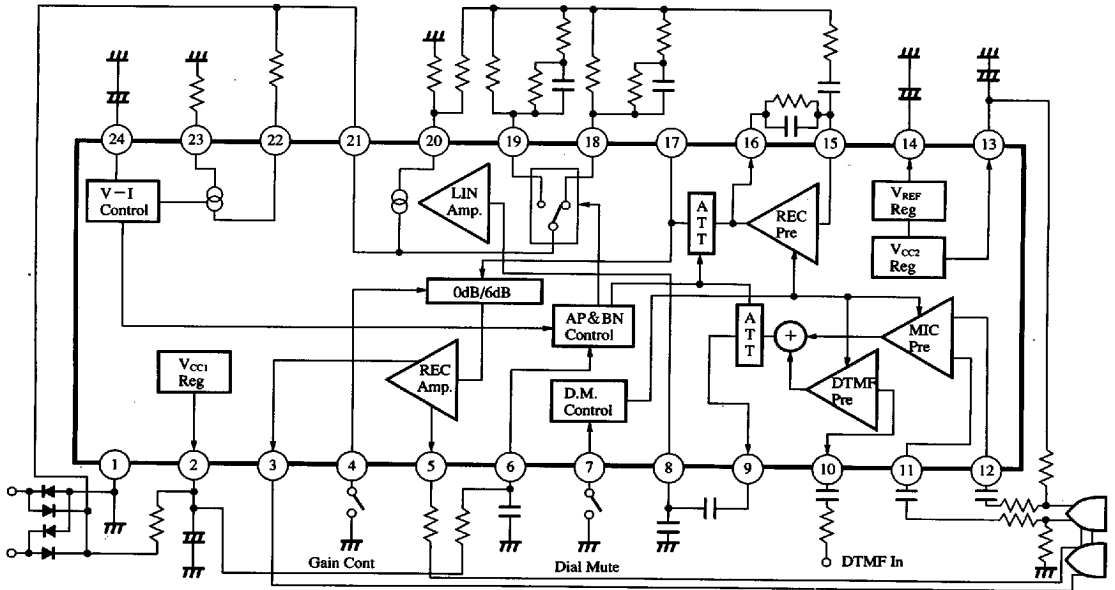 24
23
22
21
20
19
18
17
16
15
14
13
V-I
Control
LIN
Amp.
ATT
REC
Pre
VREF
Reg
VCC2
Reg
0dB/6dB
AP&BN
Control
ATT
+
MIC
Pre
DTMF
Pre
VCC1
Reg
REC
Amp.
D.M.
Control
1
2
3
4
5
6
7
8
9
10
11
12
Gain Cont
Dial Mute
DTMF In